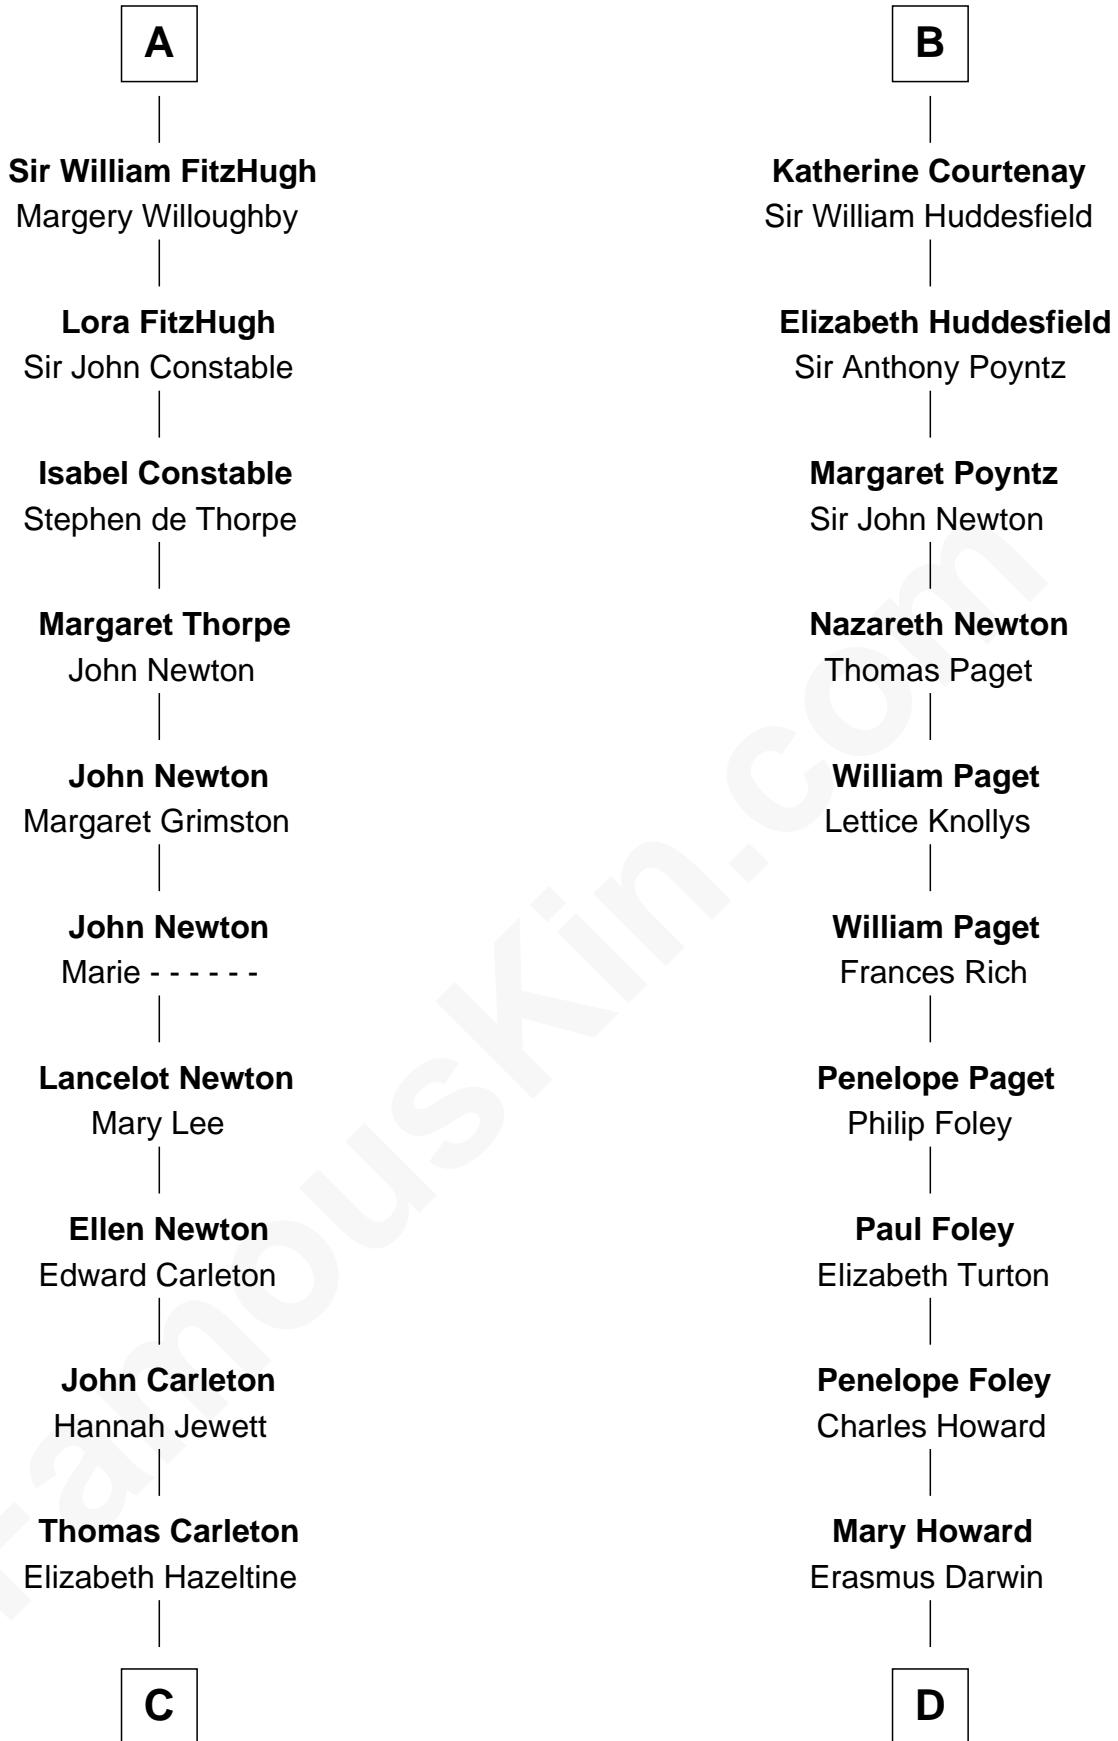 A
Sir William FitzHugh
Margery Willoughby
Lora FitzHugh
Sir John Constable
Isabel Constable
Stephen de Thorpe
Margaret Thorpe
John Newton
John Newton
Margaret Grimston
John Newton
Marie - - - - - -
Lancelot Newton
Mary Lee
Ellen Newton
Edward Carleton
John Carleton
Hannah Jewett
Thomas Carleton
Elizabeth Hazeltine
C
B
Katherine Courtenay
Sir William Huddesfield
Elizabeth Huddesfield
Sir Anthony Poyntz
Margaret Poyntz
Sir John Newton
Nazareth Newton
Thomas Paget
William Paget
Lettice Knollys
William Paget
Frances Rich
Penelope Paget
Philip Foley
Paul Foley
Elizabeth Turton
Penelope Foley
Charles Howard
Mary Howard
Erasmus Darwin
D
FamousKin.com